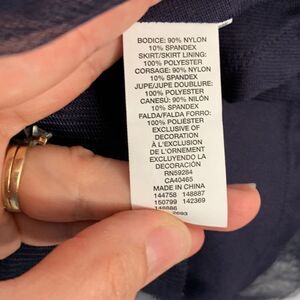 BODICE: 90% NYLON
10% SPANDEX
SKIRT/SKIRT LINING:
100% POLYESTER
CORSAGE: 90% NYLON
10% SPANDEX
JUPE/JUPE DOUBLURE:
100% POLYESTER
CANESU: 90% NILÓN
10% SPANDEX
FALDA/FALDA FORRO:
100% POLIÉSTER
EXCLUSIVE OF
DECORATION
À L'EXCLUSION
DE L'ORNEMENT
EXCLUYENDO LA
DECORACIÓN
RN59284
CA40465
MADE IN CHINA
144758 148887
150799 142369